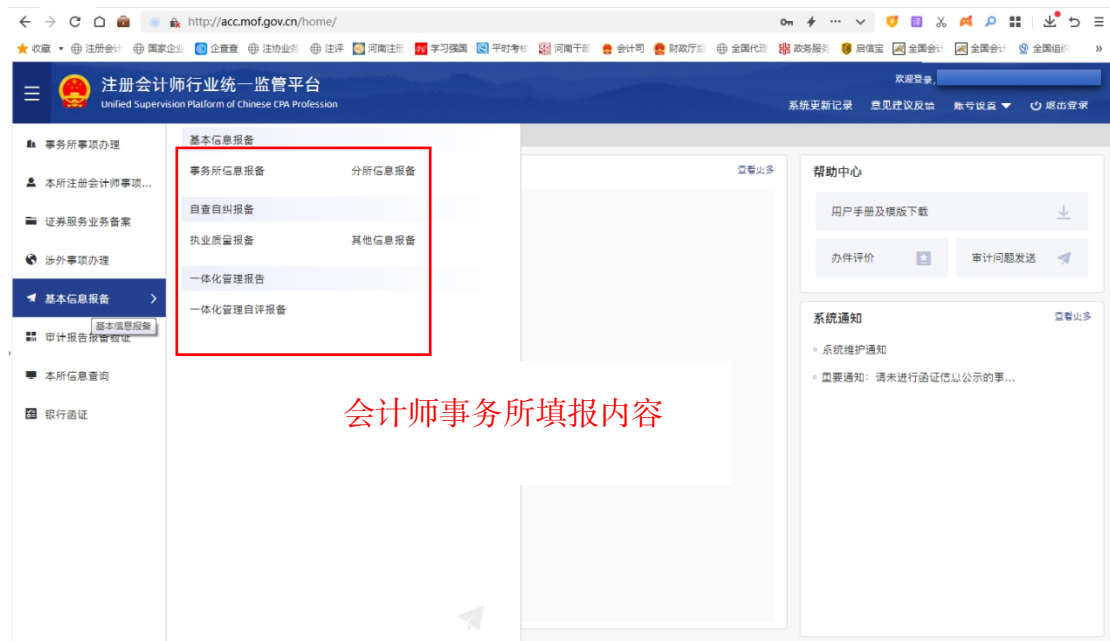 http://acc.mof.gov.cn/home/
收藏 注册会计 国家企业 企查查 注协业务 注评 河南注册 学习强国 平时考核 河南干部 会计司 财政厅 全国代理 政务服务 启信宝 全国会计 全国会计 全国组织
注册会计师行业统一监管平台
Unified Supervision Platform of Chinese CPA Profession
欢迎登录,
系统更新记录 意见建议反馈 账号设置 退出登录
事务所事项办理
本所注册会计师事项...
证券服务业务备案
涉外事项办理
基本信息报备
基本信息报备
审计报告报备验证
本所信息查询
银行函证
基本信息报备
事务所信息报备 分所信息报备
自查自纠报备
执业质量报备 其他信息报备
一体化管理报告
一体化管理自评报备
会计师事务所填报内容
查看更多
帮助中心
用户手册及模版下载
办件评价 审计问题发送
系统通知 查看更多
系统维护通知
重要通知：请未进行函证信息公示的事...